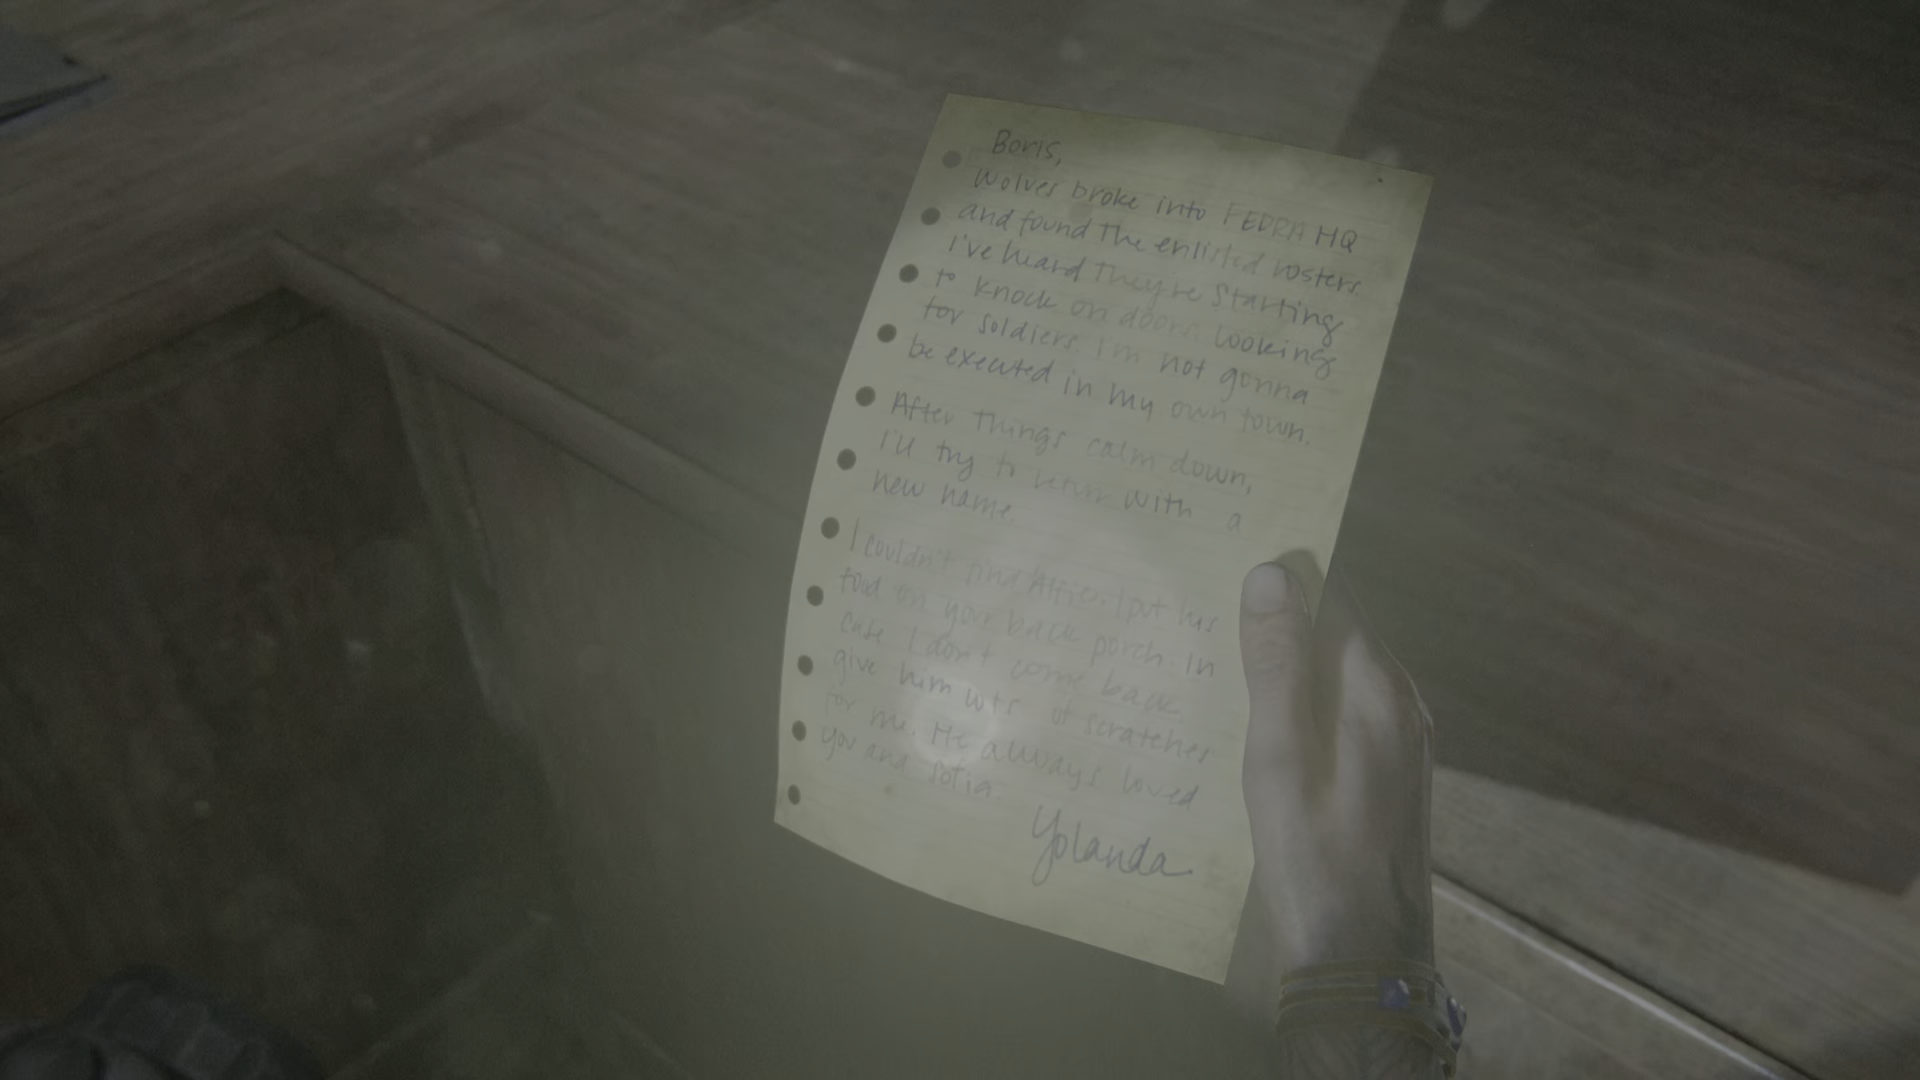 Boris,
Wolves broke into FEDRA HQ
and found the enlisted rosters.
I've heard they're starting
to knock on doors looking
for soldiers. I'm not gonna
be executed in my own town.
After things calm down,
I'll try to return with a
new name.
I couldn't find Alfie. I put his
food on your back porch. In
case I don't come back,
give him lots of scratches
for me. He always loved
you and Sofia.
Yolanda